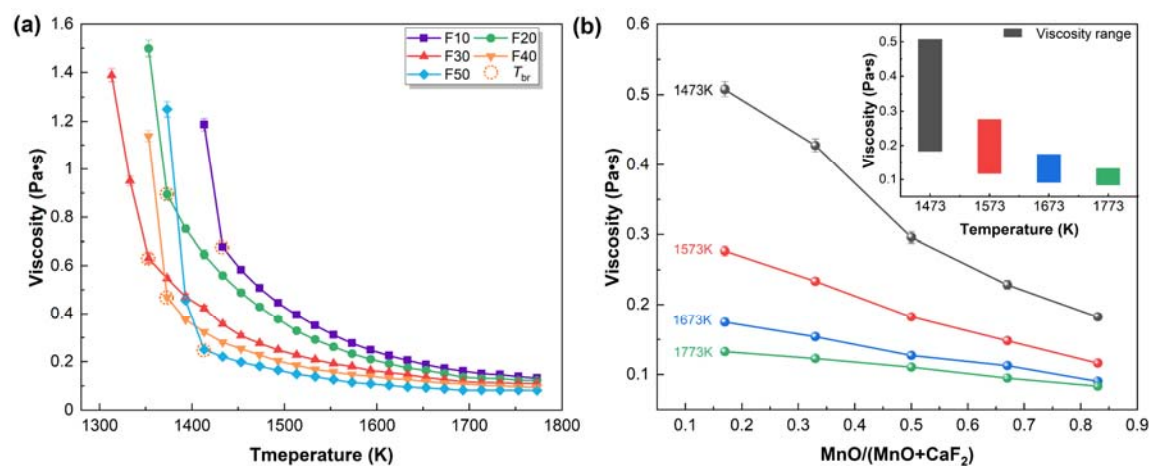 (a)
1.6
1.4
1.2
1
0.8
0.6
0.4
0.2
0
Viscosity (Pa•s)
F10 F20
F30 F40
F50 Tbr
1300 1400 1500 1600 1700 1800
Tmeperature (K)
(b)
0.6
0.5
0.4
0.3
0.2
0.1
Viscosity (Pa•s)
1473K
1573K
1673K
1773K
Viscosity range
0.5
0.4
0.3
0.2
0.1
Viscosity (Pa•s)
1473 1573 1673 1773
Temperature (K)
0.1 0.2 0.3 0.4 0.5 0.6 0.7 0.8 0.9
MnO/(MnO+CaF₂)